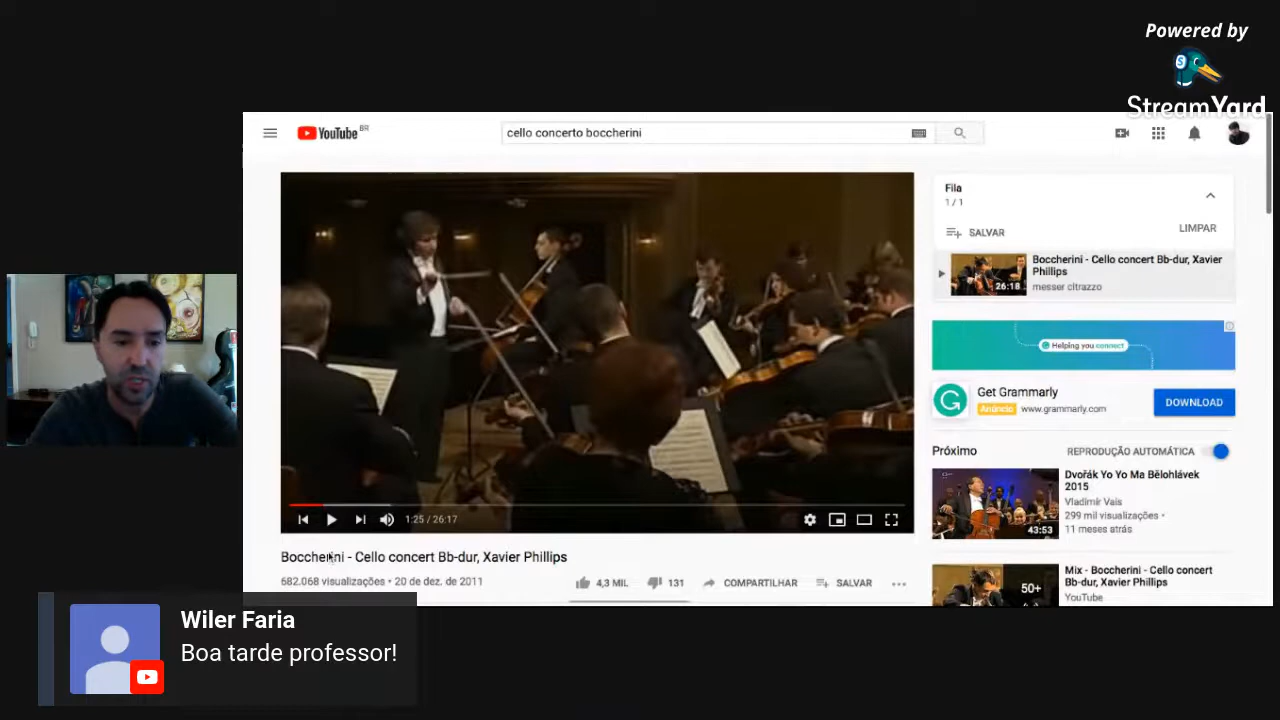 Powered by
StreamYard
YouTube BR
cello concerto boccherini
Fila
1 / 1
SALVAR
LIMPAR
Boccherini - Cello concert Bb-dur, Xavier
Phillips
messer citrazzo
26:18
Helping you connect
Get Grammarly
Anúncio www.grammarly.com
DOWNLOAD
Próximo
REPRODUÇÃO AUTOMÁTICA
Dvořák Yo Yo Ma Bělohlávek
2015
Vladimír Vais
299 mil visualizações •
11 meses atrás
43:53
Mix - Boccherini - Cello concert
Bb-dur, Xavier Phillips
YouTube
50+
1:25 / 26:17
Boccherini - Cello concert Bb-dur, Xavier Phillips
682.068 visualizações • 20 de dez. de 2011
4,3 MIL
131
COMPARTILHAR
SALVAR
Wiler Faria
Boa tarde professor!